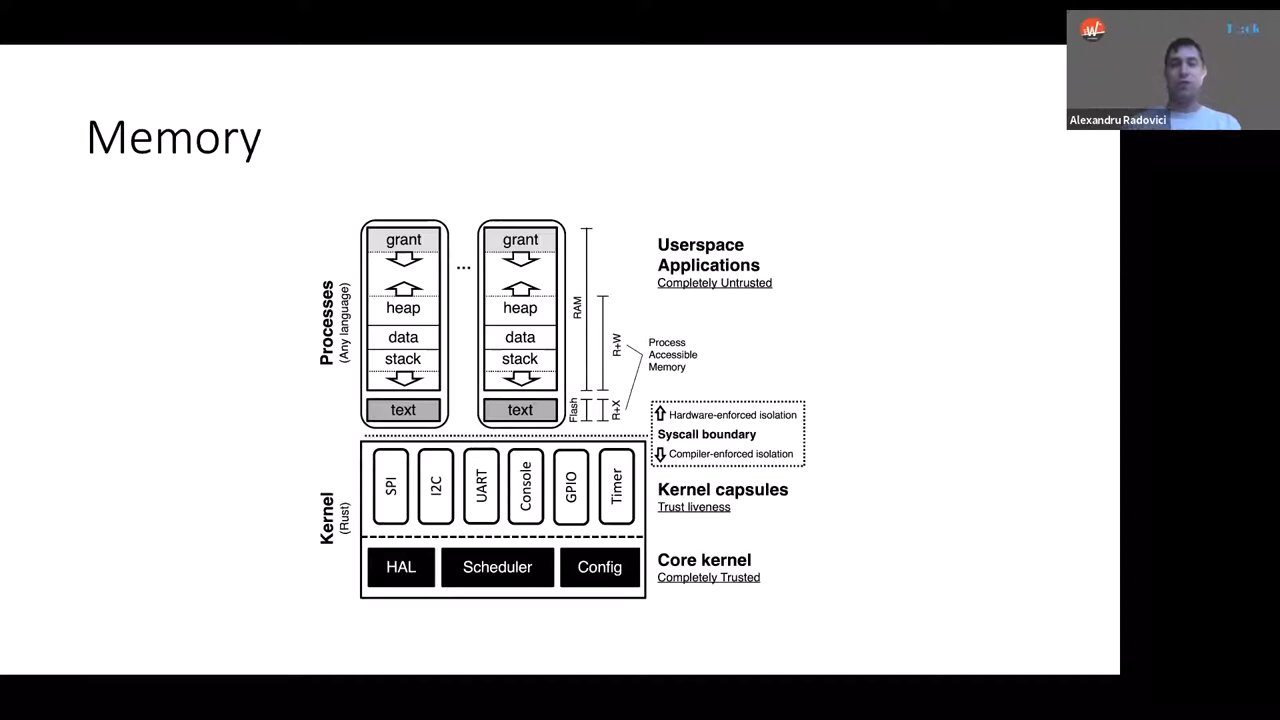 Memory
W
Alexandru Radovici
Processes
(Any language)
grant
heap
data
stack
text
...
grant
heap
data
stack
text
RAM
Flash
R+W
R+X
Process
Accessible
Memory
Userspace
Applications
Completely Untrusted
Hardware-enforced isolation
Syscall boundary
Compiler-enforced isolation
Kernel
(Rust)
SPI
I2C
UART
Console
GPIO
Timer
Kernel capsules
Trust liveness
HAL
Scheduler
Config
Core kernel
Completely Trusted